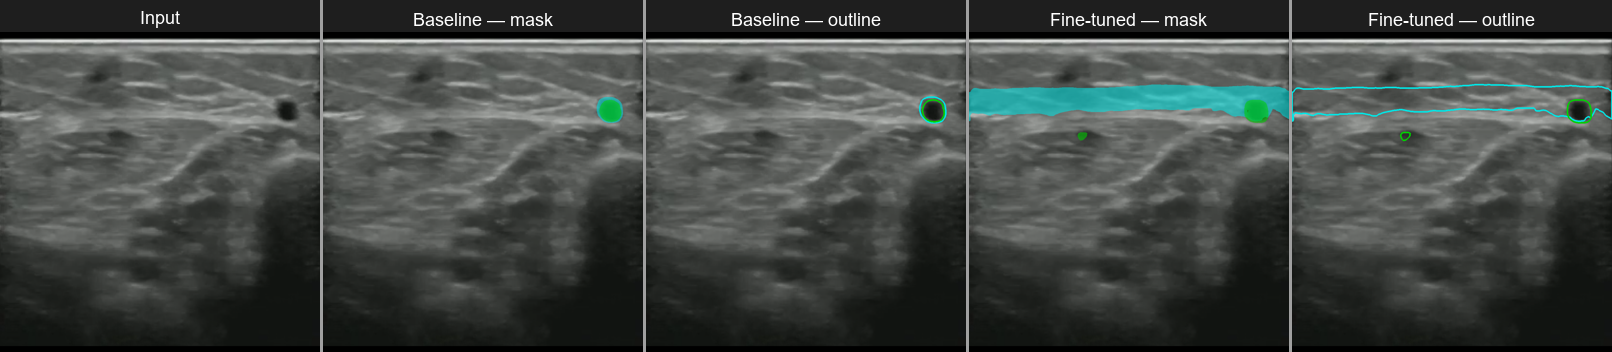 Input
Baseline — mask
Baseline — outline
Fine-tuned — mask
Fine-tuned — outline